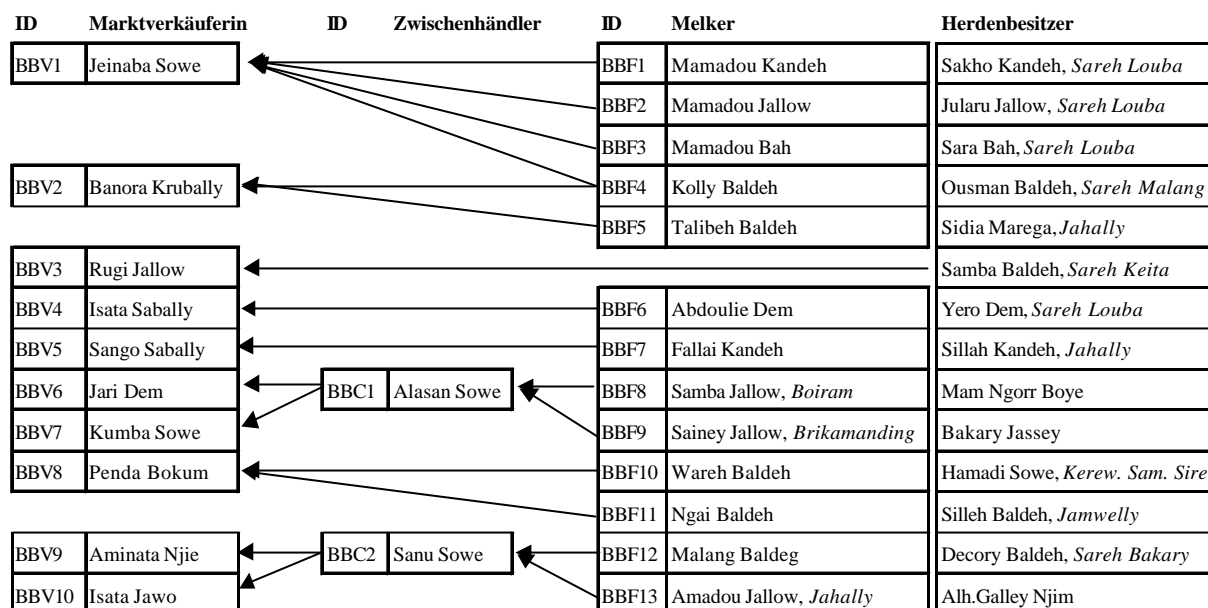 ID Marktverkäuferin ID Zwischenhändler ID Melker Herdenbesitzer
BBV1 Jeinaba Sowe BBF1 Mamadou Kandeh Sakho Kandeh, Sareh Louba
BBF2 Mamadou Jallow Jularu Jallow, Sareh Louba
BBF3 Mamadou Bah Sara Bah, Sareh Louba
BBV2 Banora Krubally BBF4 Kolly Baldeh Ousman Baldeh, Sareh Malang
BBF5 Talibeh Baldeh Sidia Marega, Jahally
BBV3 Rugi Jallow Samba Baldeh, Sareh Keita
BBV4 Isata Sabally BBF6 Abdoulie Dem Yero Dem, Sareh Louba
BBV5 Sango Sabally BBF7 Fallai Kandeh Sillah Kandeh, Jahally
BBV6 Jari Dem BBC1 Alasan Sowe BBF8 Samba Jallow, Boiram Mam Ngorr Boye
BBV7 Kumba Sowe BBF9 Sainey Jallow, Brikamanding Bakary Jassey
BBV8 Penda Bokum BBF10 Wareh Baldeh Hamadi Sowe, Kerew. Sam. Sire
BBF11 Ngai Baldeh Silleh Baldeh, Jamwelly
BBV9 Aminata Njie BBC2 Sanu Sowe BBF12 Malang Baldeg Decory Baldeh, Sareh Bakary
BBV10 Isata Jawo BBF13 Amadou Jallow, Jahally Alh.Galley Njim